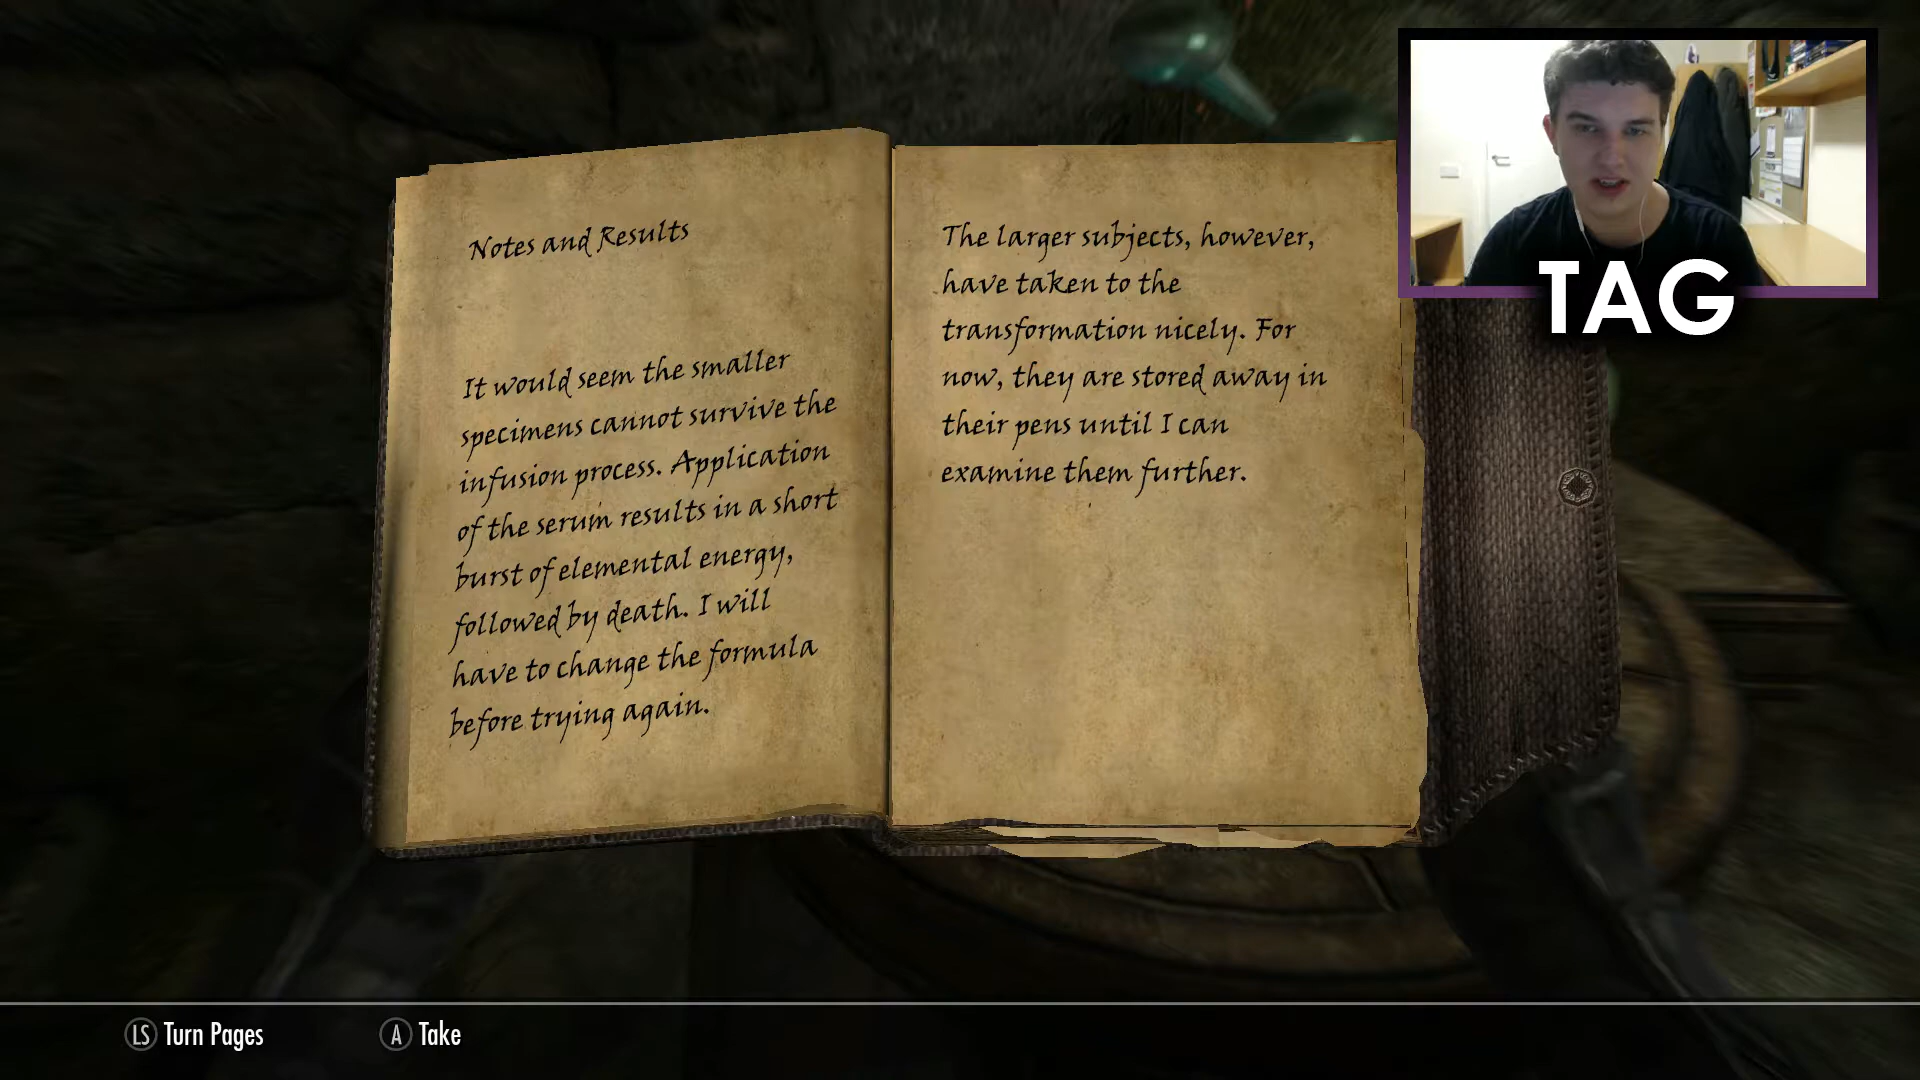 Notes and Results
It would seem the smaller
specimens cannot survive the
infusion process. Application
of the serum results in a short
burst of elemental energy,
followed by death. I will
have to change the formula
before trying again.
The larger subjects, however,
have taken to the
transformation nicely. For
now, they are stored away in
their pens until I can
examine them further.
TAG
LS Turn Pages
A Take